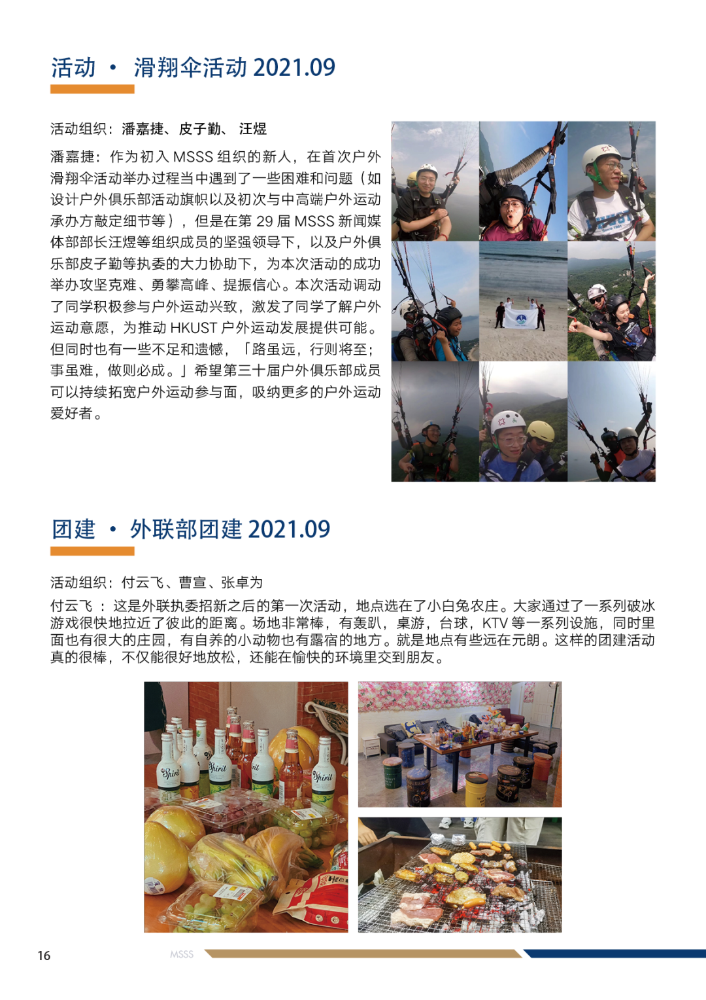 活动 · 滑翔伞活动 2021.09
活动组织：潘嘉捷、皮子勤、 汪煜
潘嘉捷：作为初入 MSSS 组织的新人，在首次户外
滑翔伞活动举办过程当中遇到了一些困难和问题（如
设计户外俱乐部活动旗帜以及初次与中高端户外运动
承办方敲定细节等），但是在第 29 届 MSSS 新闻媒
体部部长汪煜等组织成员的坚强领导下，以及户外俱
乐部皮子勤等执委的大力协助下，为本次活动的成功
举办攻坚克难、勇攀高峰、提振信心。本次活动调动
了同学积极参与户外运动兴致，激发了同学了解户外
运动意愿，为推动 HKUST 户外运动发展提供可能。
但同时也有一些不足和遗憾，「路虽远，行则将至；
事虽难，做则必成。」希望第三十届户外俱乐部成员
可以持续拓宽户外运动参与面，吸纳更多的户外运动
爱好者。
Since 1991
团建 · 外联部团建 2021.09
活动组织：付云飞、曹宣、张卓为
付云飞 ：这是外联执委招新之后的第一次活动，地点选在了小白兔农庄。大家通过了一系列破冰
游戏很快地拉近了彼此的距离。场地非常棒，有轰趴，桌游，台球，KTV 等一系列设施，同时里
面也有很大的庄园，有自养的小动物也有露宿的地方。就是地点有些远在元朗。这样的团建活动
真的很棒，不仅能很好地放松，还能在愉快的环境里交到朋友。
Spirit
Spirit
Spirit
16
MSSS